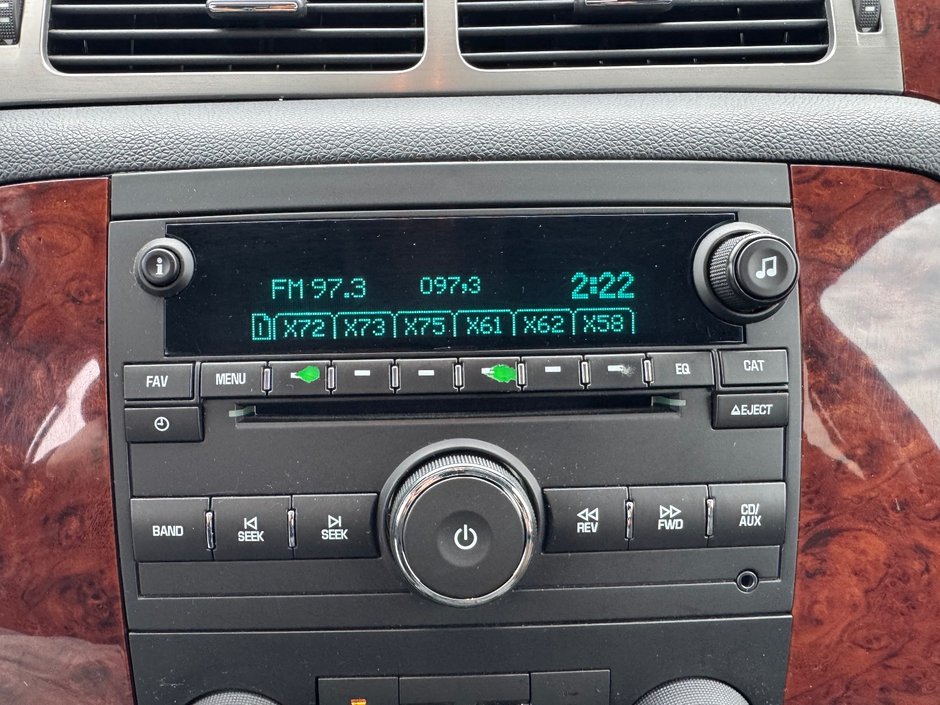 FM 97.3 097,3 2:22
1 X72 X73 X75 X61 X62 X58
FAV MENU EQ CAT
EJECT
BAND SEEK SEEK REV FWD CD/
AUX